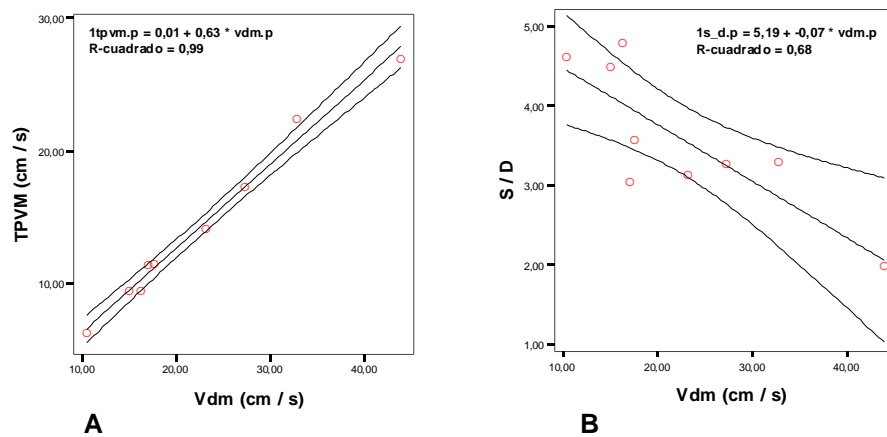 30,00
20,00
10,00
TPVM (cm / s)
1tpvm.p = 0,01 + 0,63 * vdm.p
R-cuadrado = 0,99
10,00 20,00 30,00 40,00
Vdm (cm / s)
A
5,00
4,00
3,00
2,00
1,00
S / D
1s_d.p = 5,19 + -0,07 * vdm.p
R-cuadrado = 0,68
10,00 20,00 30,00 40,00
Vdm (cm / s)
B